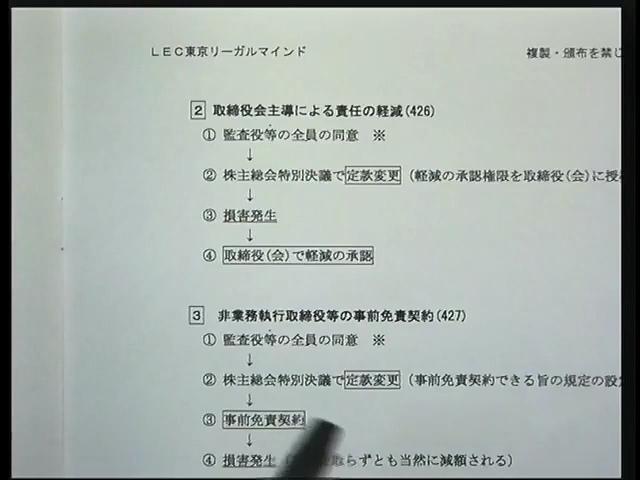 LEC東京リーガルマインド
複製・頒布を禁じ
2 取締役会主導による責任の軽減(426)
① 監査役等の全員の同意 ※
↓
② 株主総会特別決議で定款変更 (軽減の承認権限を取締役(会)に授
↓
③ 損害発生
↓
④ 取締役(会)で軽減の承認
3 非業務執行取締役等の事前免責契約(427)
① 監査役等の全員の同意 ※
↓
② 株主総会特別決議で定款変更 (事前免責契約できる旨の規定の設
↓
③ 事前免責契約
↓
④ 損害発生 らずとも当然に減額される)